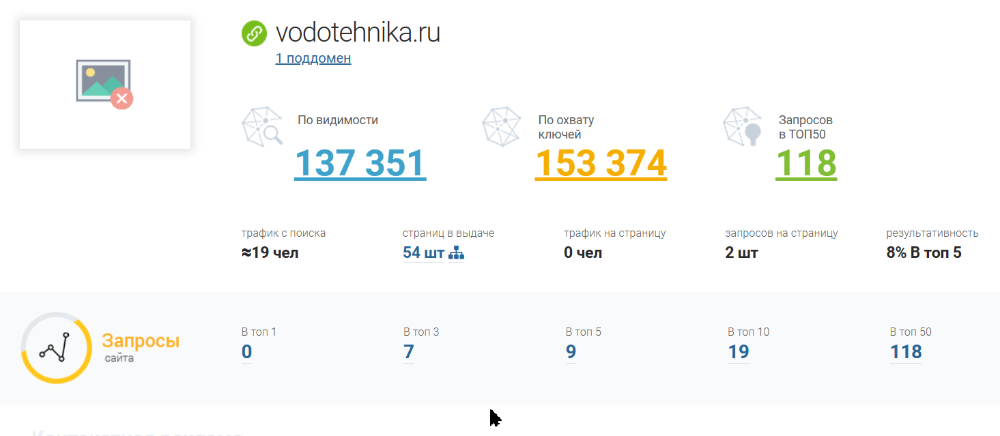 vodotehnika.ru
1 поддомен
По видимости
137 351
По охвату
ключей
153 374
Запросов
в ТОП50
118
трафик с поиска
≈19 чел
страниц в выдаче
54 шт
трафик на страницу
0 чел
запросов на страницу
2 шт
результативность
8% В топ 5
Запросы
сайта
В топ 1
0
В топ 3
7
В топ 5
9
В топ 10
19
В топ 50
118